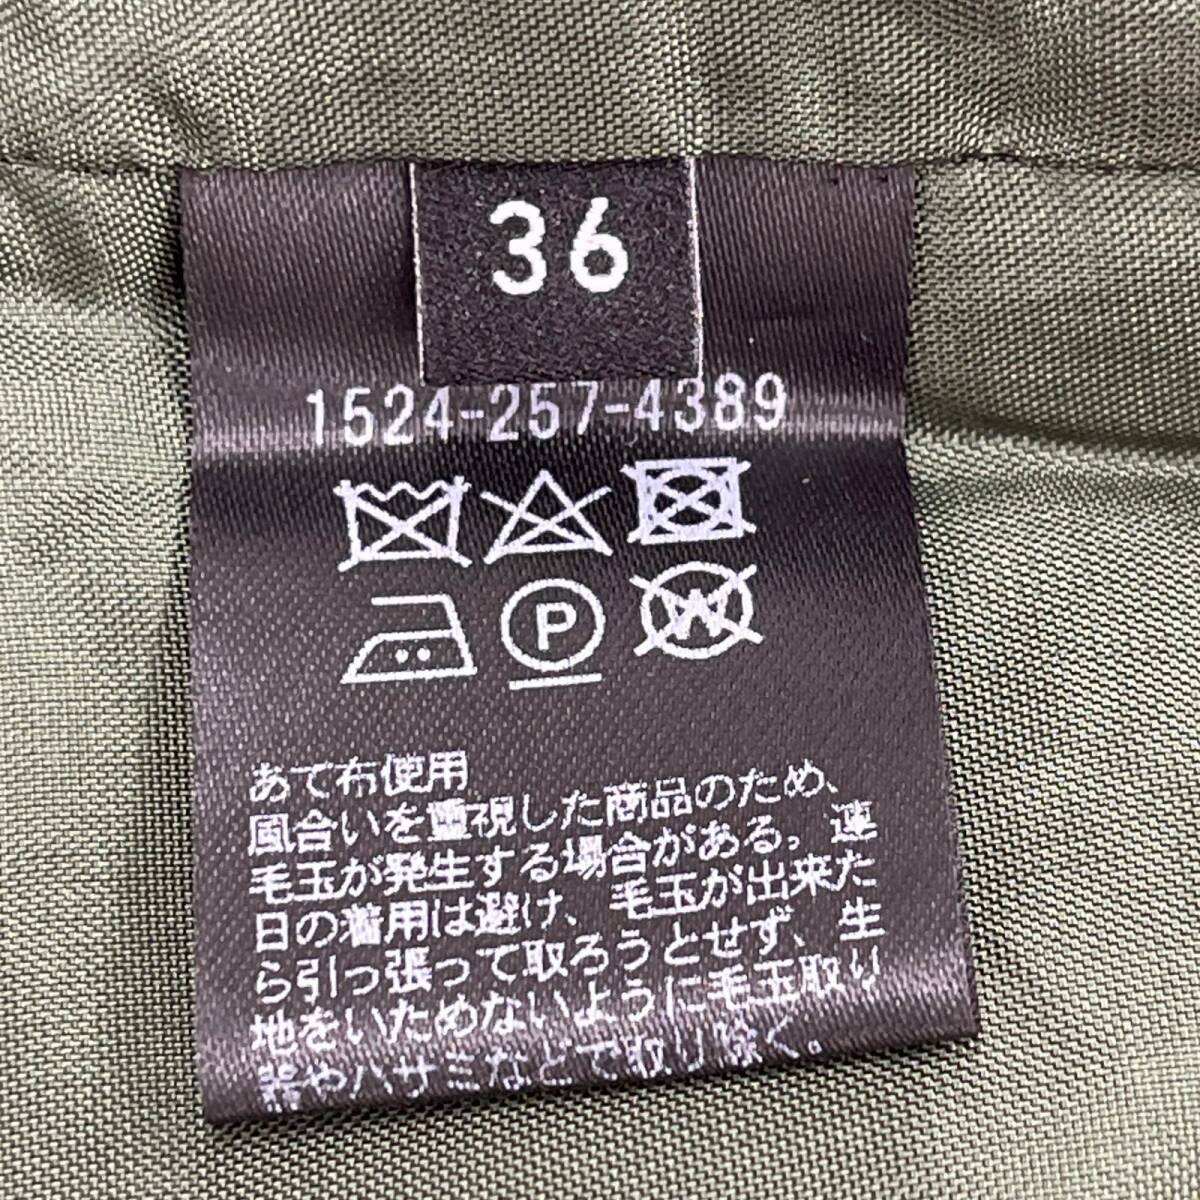 36
1524-257-4389
P
W
あて布使用
風合いを重視した商品のため、
毛玉が発生する場合がある。連
日の着用は避け、毛玉が出来た
ら引っ張って取ろうとせず、生
地をいためないように毛玉取り
器やハサミなどで取り除く。